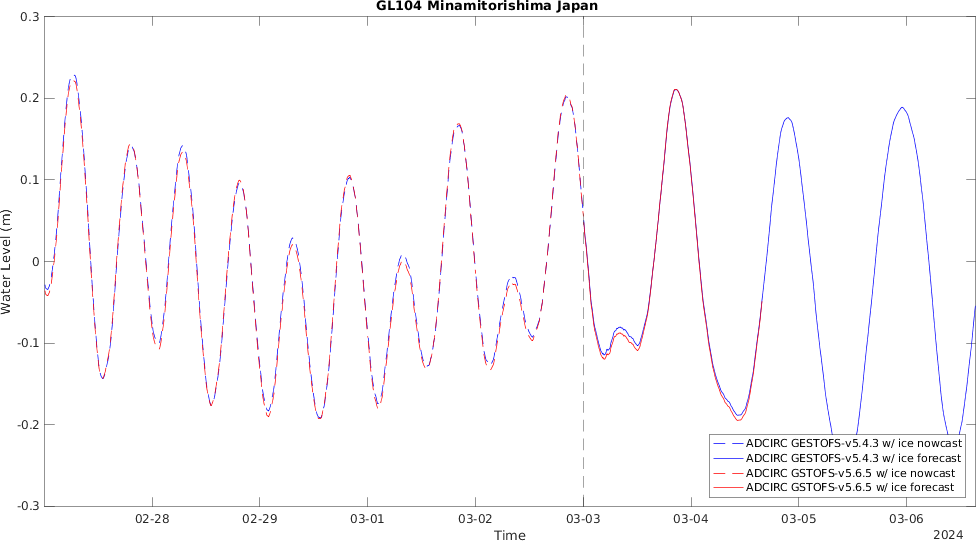 GL104 Minamitorishima Japan
0.3
0.2
0.1
0
-0.1
-0.2
-0.3
Water Level (m)
ADCIRC GESTOFS-v5.4.3 w/ ice nowcast
ADCIRC GESTOFS-v5.4.3 w/ ice forecast
ADCIRC GSTOFS-v5.6.5 w/ ice nowcast
ADCIRC GSTOFS-v5.6.5 w/ ice forecast
02-28 02-29 03-01 03-02 03-03 03-04 03-05 03-06
Time
2024